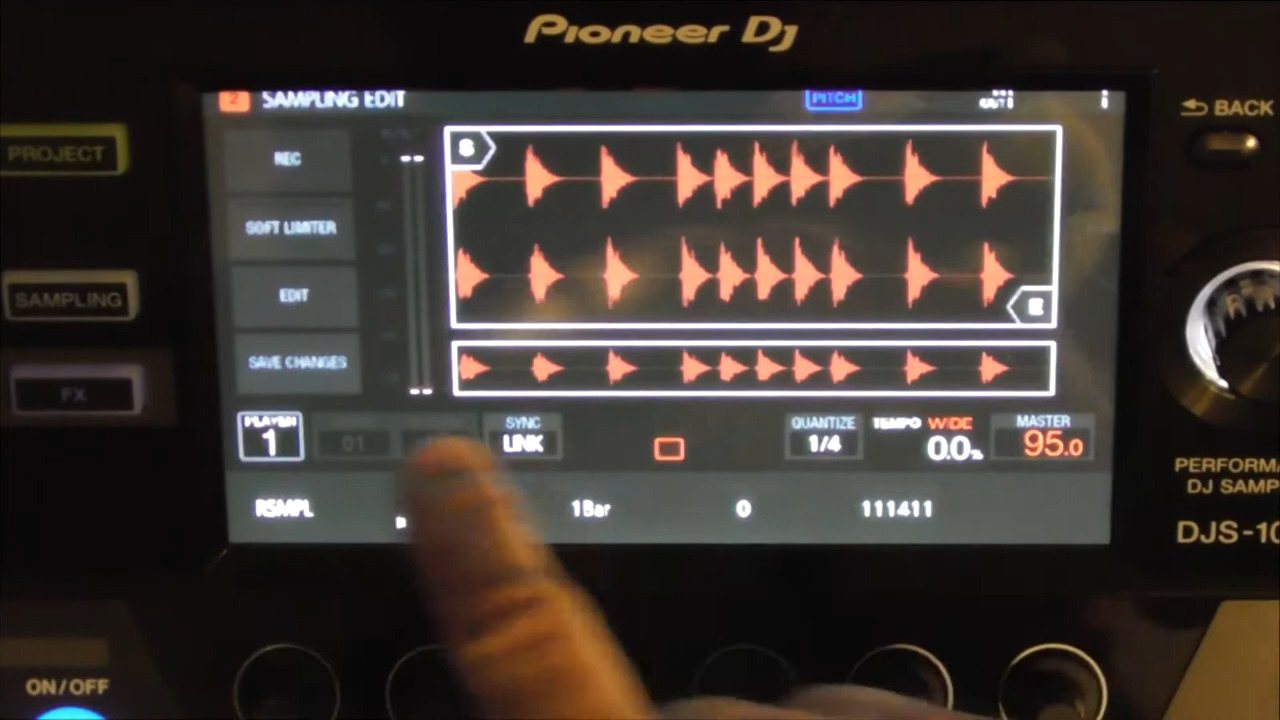 Pioneer DJ
2 SAMPLING EDIT PITCH
BACK
PROJECT
REC
S
SOFT LIMITER
SAMPLING
EDIT
E
SAVE CHANGES
FX
PLAYER 1
01
SYNC LINK
QUANTIZE 1/4
TEMPO WIDE 0.0%
MASTER 95.0
PERFORMA
DJ SAMP
RSMPL 1Bar 0 111411
DJS-10
ON/OFF